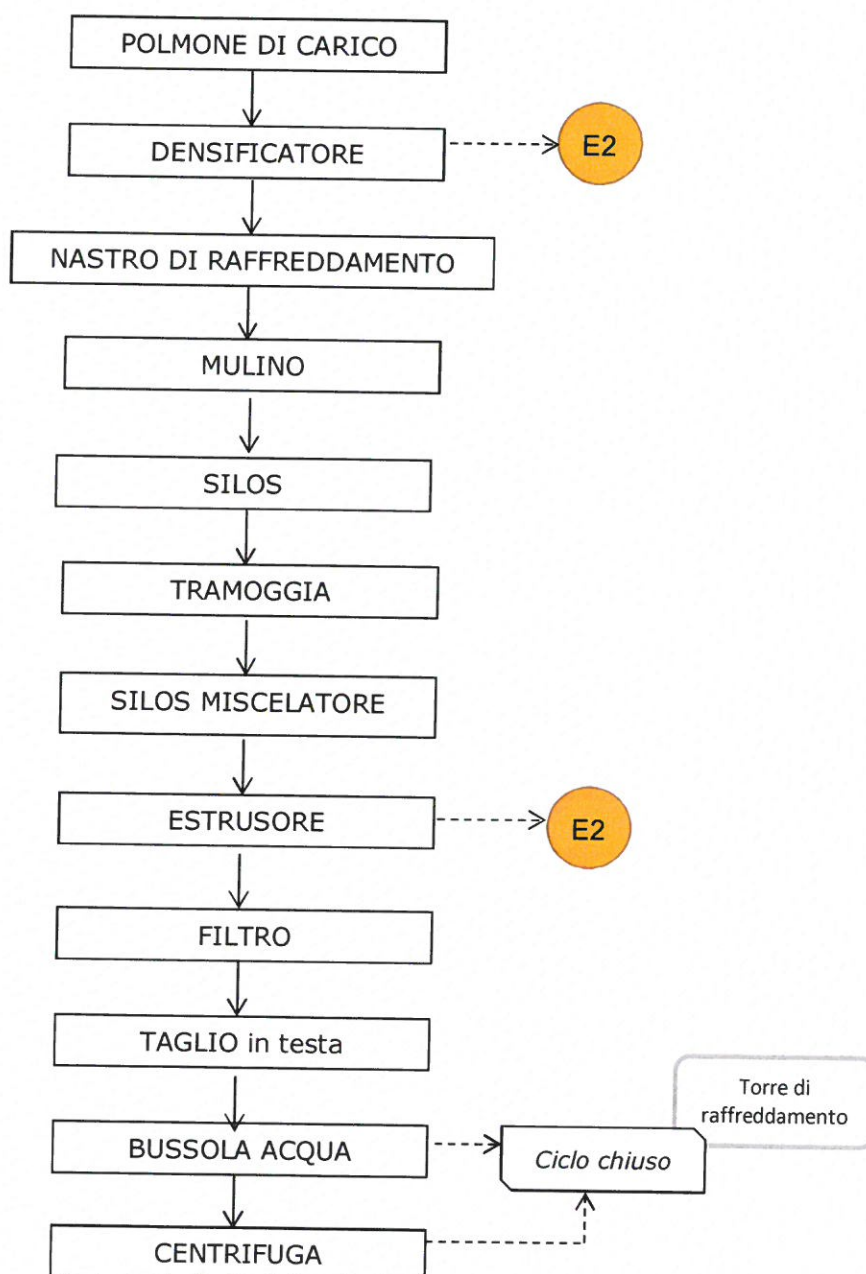 POLMONE DI CARICO
DENSIFICATORE
E2
NASTRO DI RAFFREDDAMENTO
MULINO
SILOS
TRAMOGGIA
SILOS MISCELATORE
ESTRUSORE
E2
FILTRO
TAGLIO in testa
Torre di
raffreddamento
BUSSOLA ACQUA
Ciclo chiuso
CENTRIFUGA